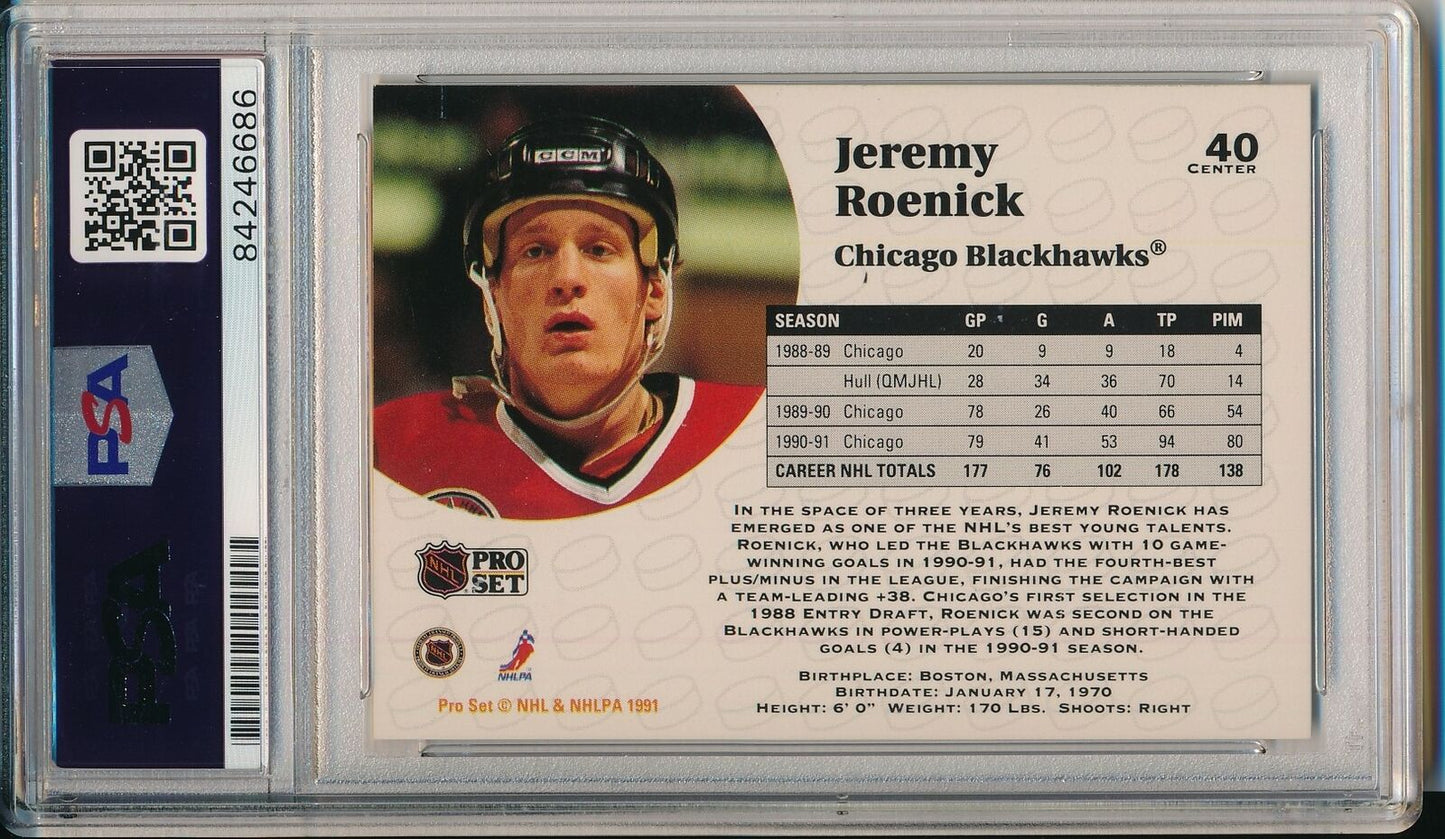 84246686
PSA
PSA
CCM
Jeremy
Roenick
Chicago Blackhawks®
40
CENTER
SEASON GP G A TP PIM
1988-89 Chicago 20 9 9 18 4
Hull (QMJHL) 28 34 36 70 14
1989-90 Chicago 78 26 40 66 54
1990-91 Chicago 79 41 53 94 80
CAREER NHL TOTALS 177 76 102 178 138
IN THE SPACE OF THREE YEARS, JEREMY ROENICK HAS
EMERGED AS ONE OF THE NHL'S BEST YOUNG TALENTS.
ROENICK, WHO LED THE BLACKHAWKS WITH 10 GAME-
WINNING GOALS IN 1990-91, HAD THE FOURTH-BEST
PLUS/MINUS IN THE LEAGUE, FINISHING THE CAMPAIGN WITH
A TEAM-LEADING +38. CHICAGO'S FIRST SELECTION IN THE
1988 ENTRY DRAFT, ROENICK WAS SECOND ON THE
BLACKHAWKS IN POWER-PLAYS (15) AND SHORT-HANDED
GOALS (4) IN THE 1990-91 SEASON.
BIRTHPLACE: BOSTON, MASSACHUSETTS
BIRTHDATE: JANUARY 17, 1970
HEIGHT: 6' 0" WEIGHT: 170 LBS. SHOOTS: RIGHT
NHL
PRO
SET
NHL
NHLPA
Pro Set © NHL & NHLPA 1991